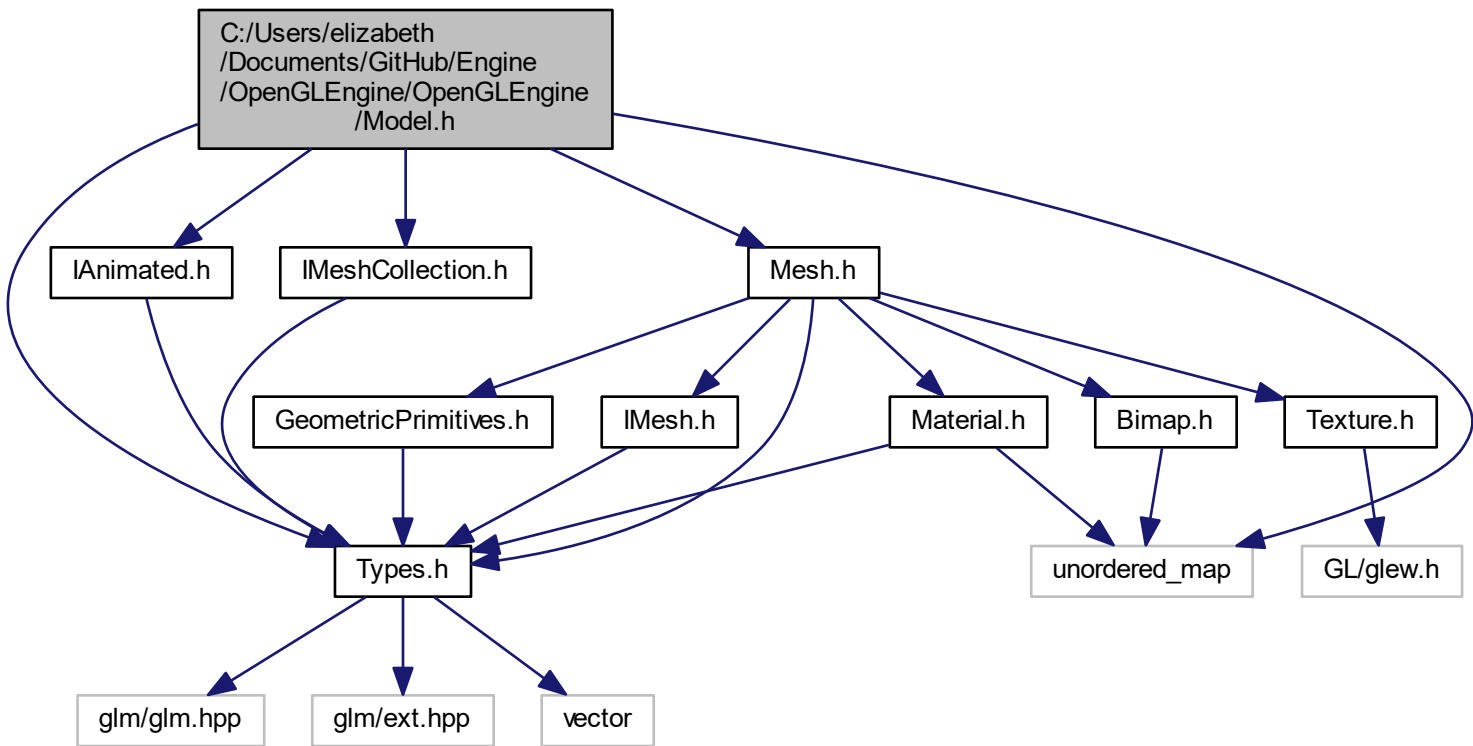 C:/Users/elizabeth
/Documents/GitHub/Engine
/OpenGLEngine/OpenGLEngine
/Model.h
IAnimated.h
IMeshCollection.h
Mesh.h
GeometricPrimitives.h
IMesh.h
Material.h
Bimap.h
Texture.h
Types.h
unordered_map
GL/glew.h
glm/glm.hpp
glm/ext.hpp
vector